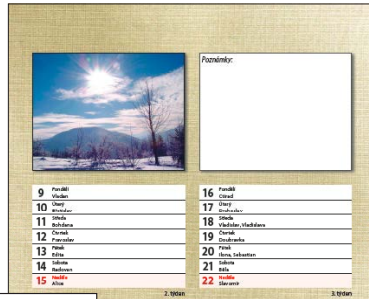 Poznámky:
9 Pondělí
Vladan
10 Úterý
Břetislav
11 Středa
Bohdana
12 Čtvrtek
Pravoslav
13 Pátek
Edita
14 Sobota
Radovan
15 Neděle
Alice
2. týden
16 Pondělí
Ctirad
17 Úterý
Drahoslav
18 Středa
Vladislav, Vladislava
19 Čtvrtek
Doubravka
20 Pátek
Ilona, Sebastian
21 Sobota
Běla
22 Neděle
Slavomír
3. týden